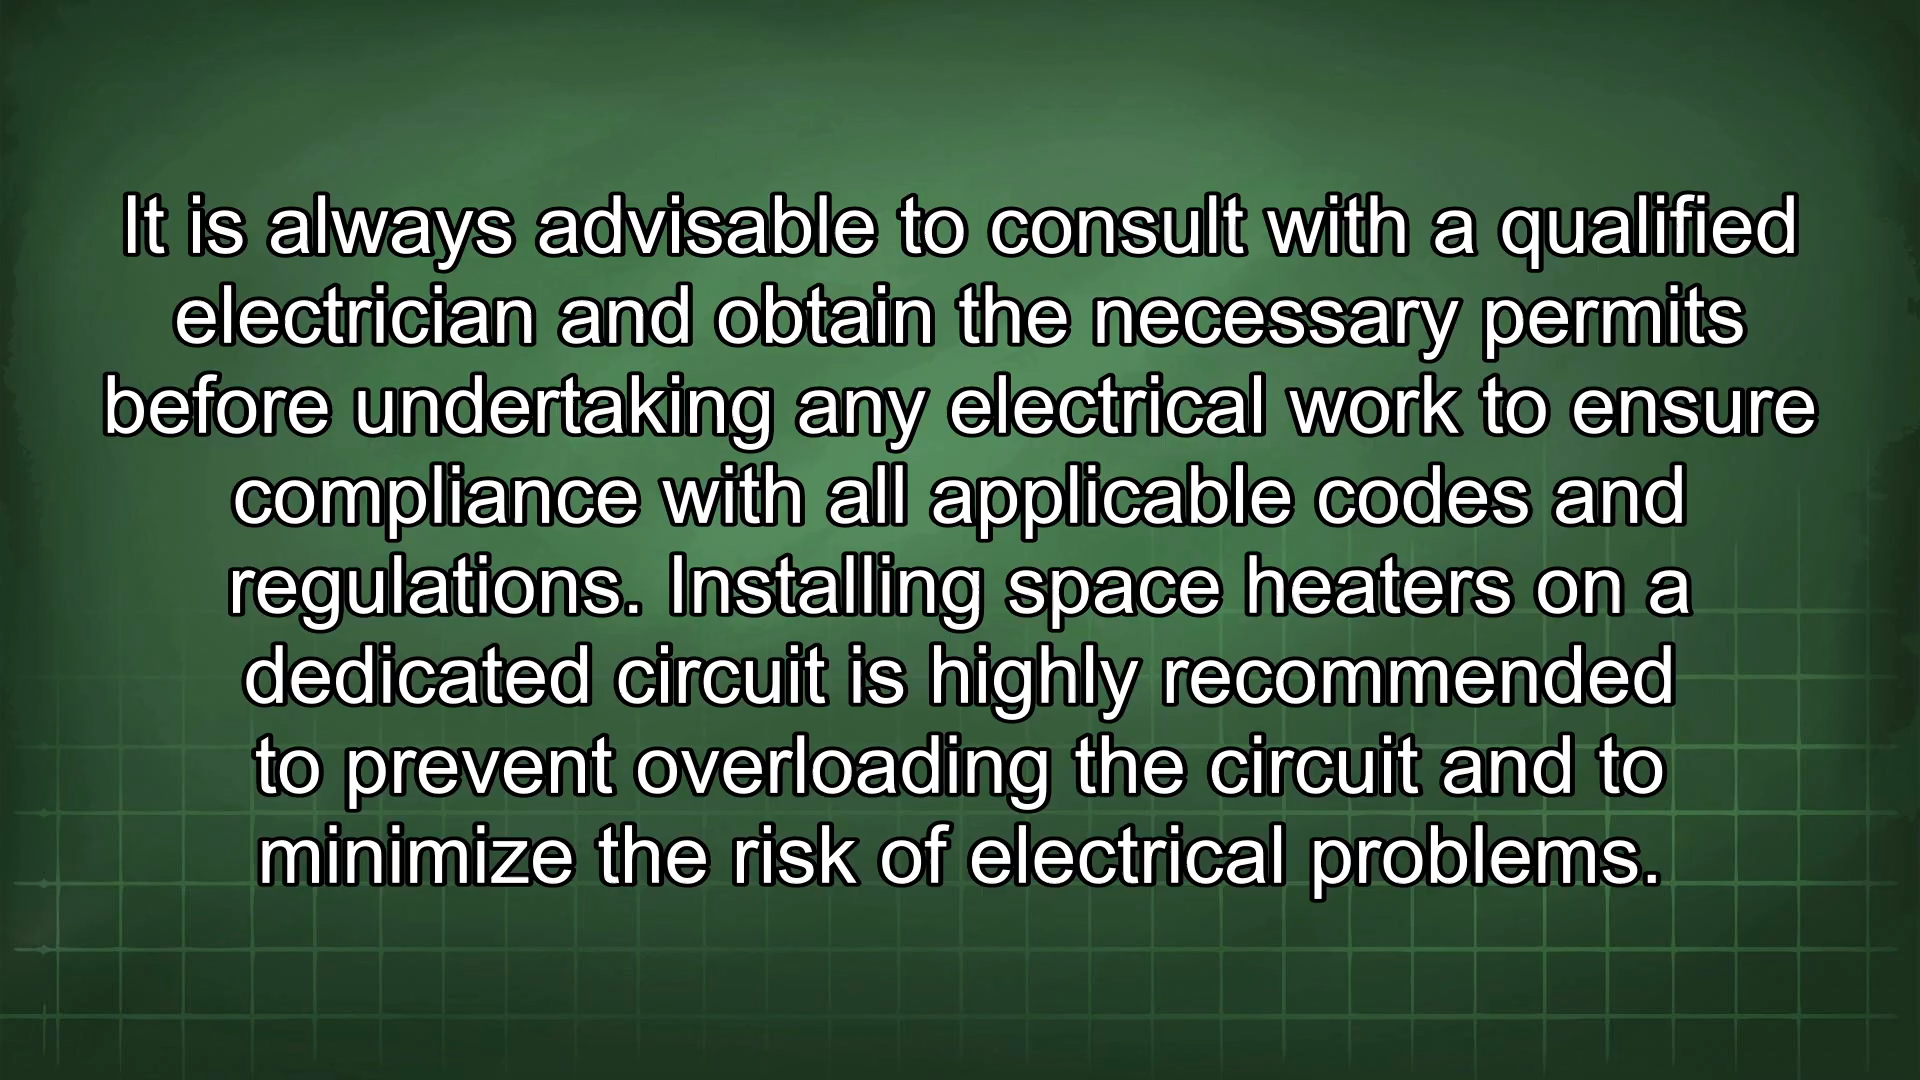 It is always advisable to consult with a qualified
electrician and obtain the necessary permits
before undertaking any electrical work to ensure
compliance with all applicable codes and
regulations. Installing space heaters on a
dedicated circuit is highly recommended
to prevent overloading the circuit and to
minimize the risk of electrical problems.